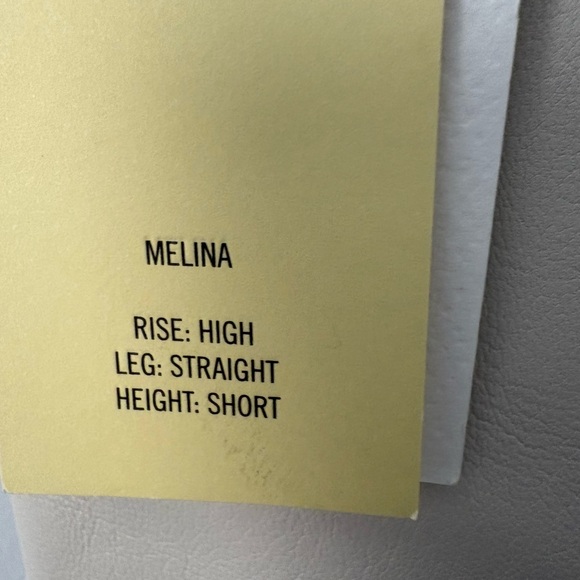 MELINA
RISE: HIGH
LEG: STRAIGHT
HEIGHT: SHORT